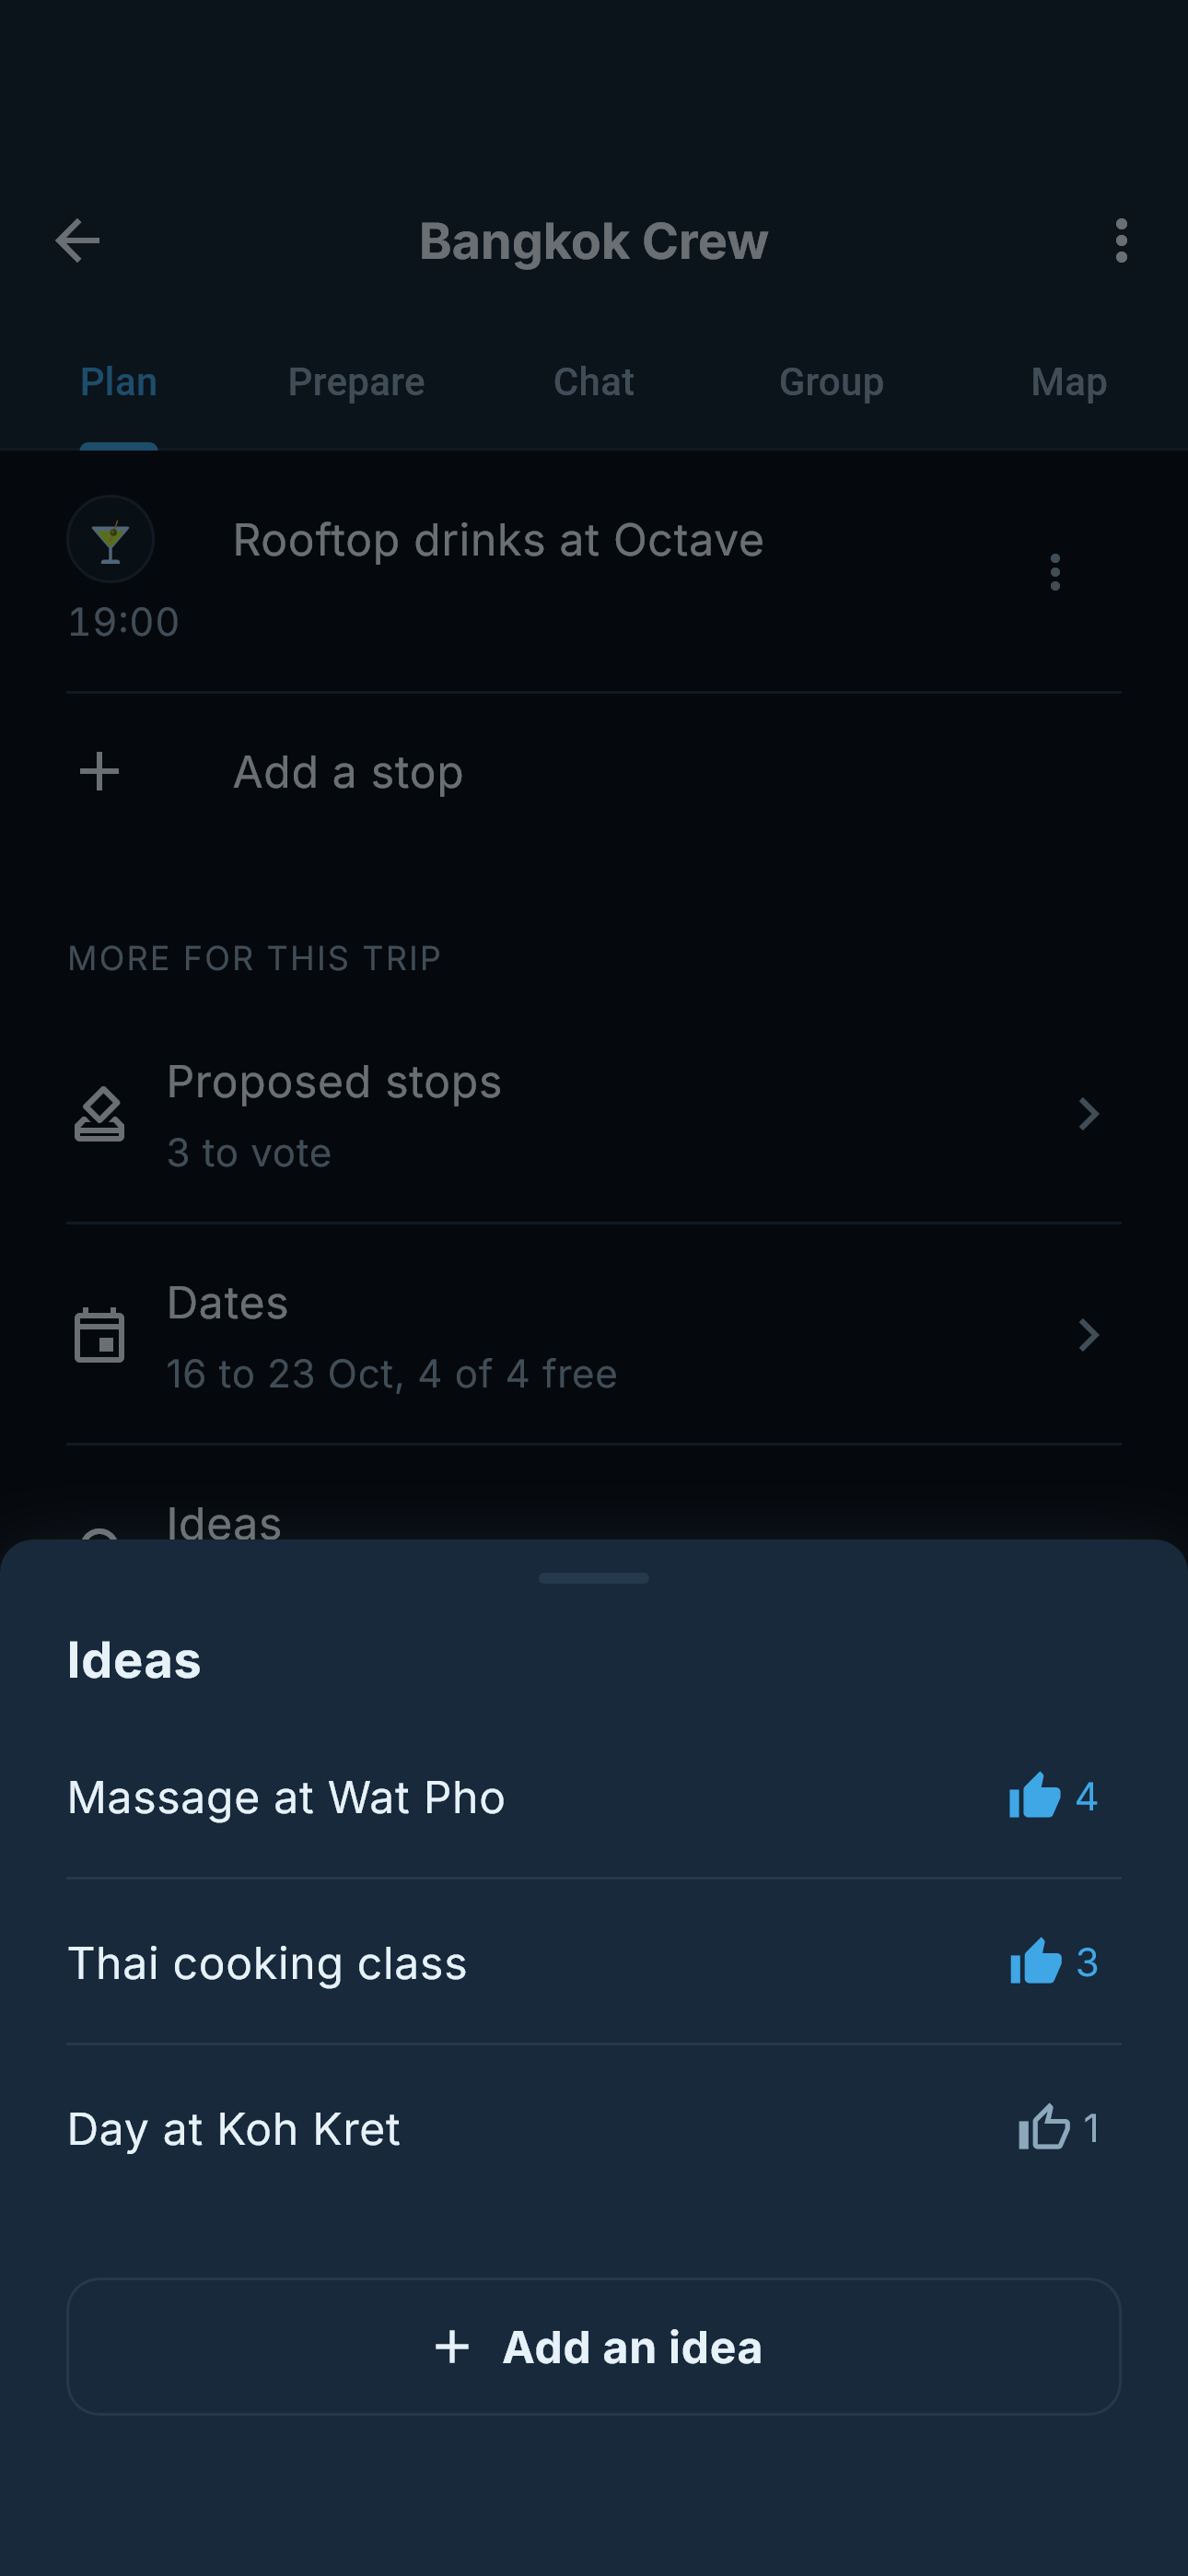 Bangkok Crew
Plan
Prepare
Chat
Group
Map
Rooftop drinks at Octave
19:00
Add a stop
MORE FOR THIS TRIP
Proposed stops
3 to vote
Dates
16 to 23 Oct, 4 of 4 free
Ideas
Ideas
Massage at Wat Pho
4
Thai cooking class
3
Day at Koh Kret
1
Add an idea